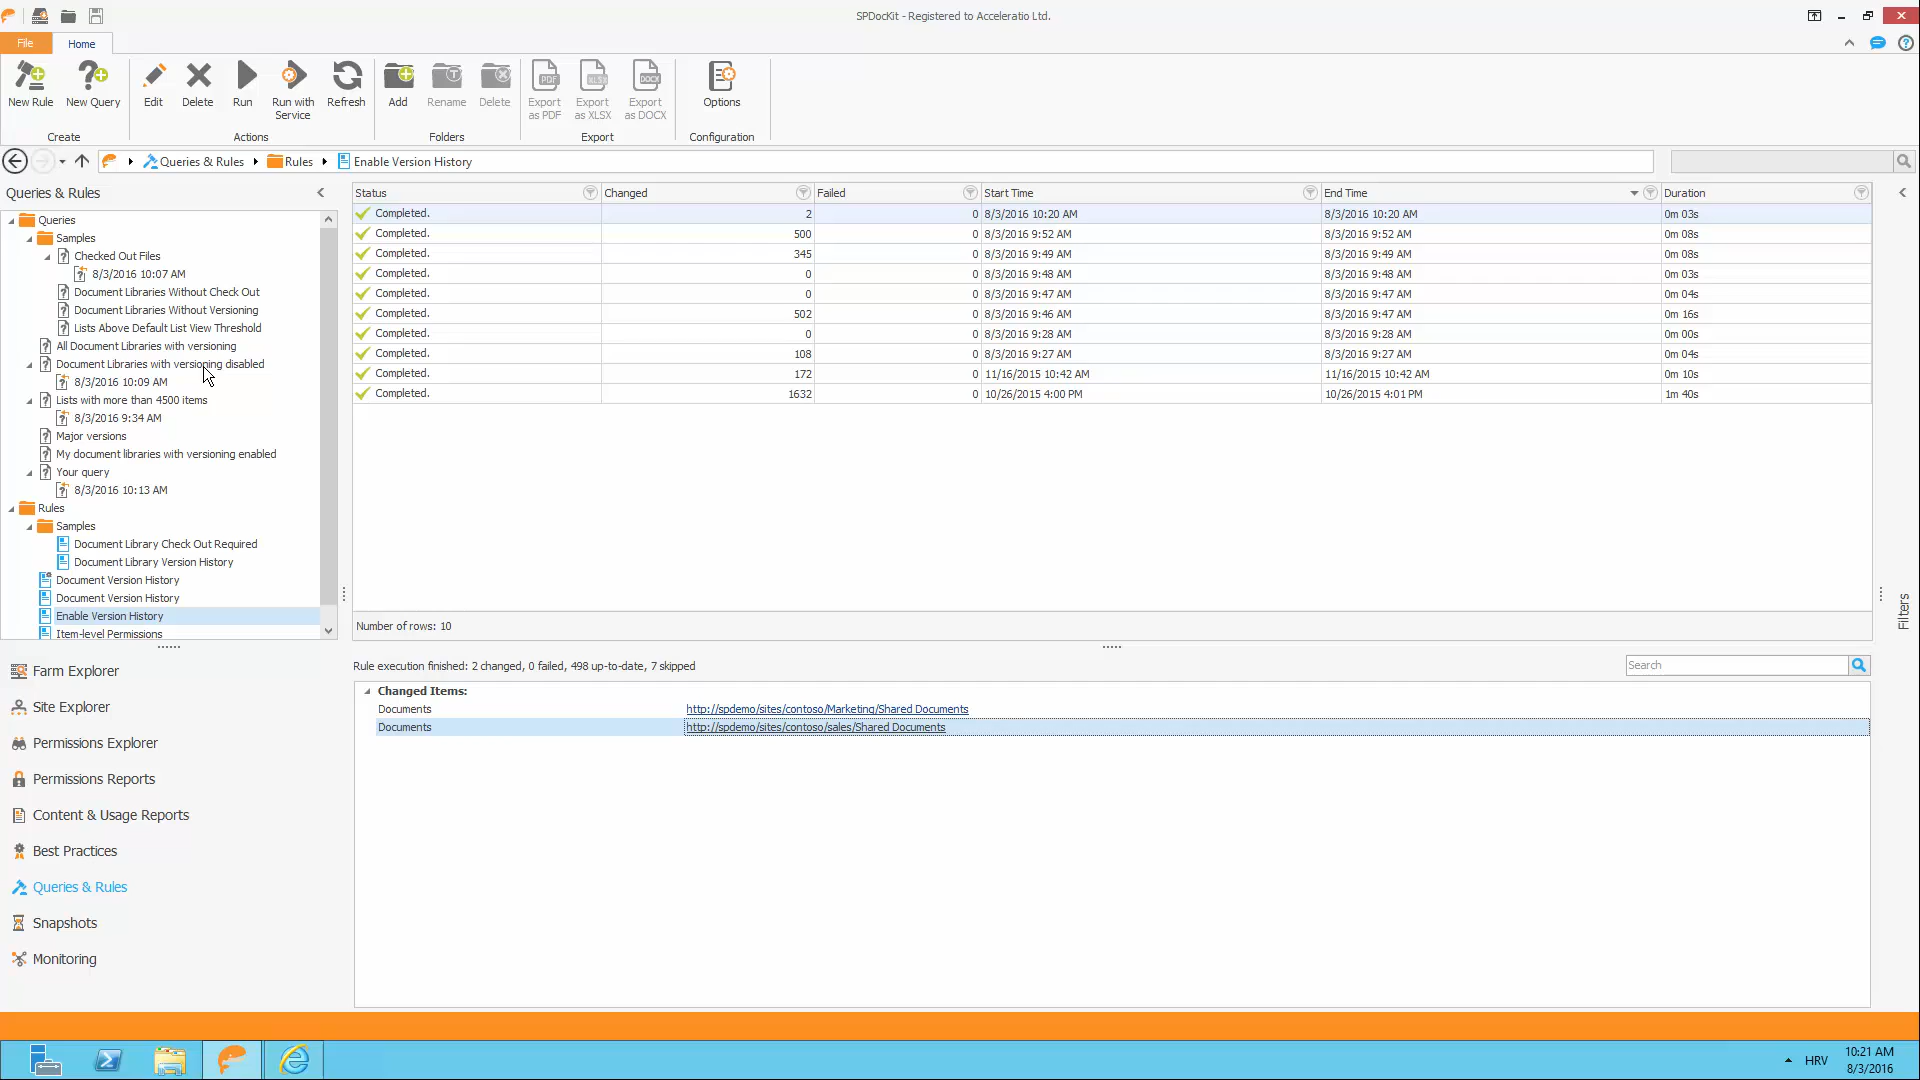 SPDocKit - Registered to Acceleratio Ltd.
File Home
New Rule New Query Edit Delete Run Run with Service Refresh Add Rename Delete Export as PDF Export as XLSX Export as DOCX Options
Create Actions Folders Export Configuration
Queries & Rules Rules Enable Version History
Queries & Rules
Queries
Samples
Checked Out Files
8/3/2016 10:07 AM
Document Libraries Without Check Out
Document Libraries Without Versioning
Lists Above Default List View Threshold
All Document Libraries with versioning
Document Libraries with versioning disabled
8/3/2016 10:09 AM
Lists with more than 4500 items
8/3/2016 9:34 AM
Major versions
My document libraries with versioning enabled
Your query
8/3/2016 10:13 AM
Rules
Samples
Document Library Check Out Required
Document Library Version History
Document Version History
Document Version History
Enable Version History
Item-level Permissions
Farm Explorer
Site Explorer
Permissions Explorer
Permissions Reports
Content & Usage Reports
Best Practices
Queries & Rules
Snapshots
Monitoring
Status Changed Failed Start Time End Time Duration
Completed. 2 0 8/3/2016 10:20 AM 8/3/2016 10:20 AM 0m 03s
Completed. 500 0 8/3/2016 9:52 AM 8/3/2016 9:52 AM 0m 08s
Completed. 345 0 8/3/2016 9:49 AM 8/3/2016 9:49 AM 0m 08s
Completed. 0 0 8/3/2016 9:48 AM 8/3/2016 9:48 AM 0m 03s
Completed. 0 0 8/3/2016 9:47 AM 8/3/2016 9:47 AM 0m 04s
Completed. 502 0 8/3/2016 9:46 AM 8/3/2016 9:47 AM 0m 16s
Completed. 0 0 8/3/2016 9:28 AM 8/3/2016 9:28 AM 0m 00s
Completed. 108 0 8/3/2016 9:27 AM 8/3/2016 9:27 AM 0m 04s
Completed. 172 0 11/16/2015 10:42 AM 11/16/2015 10:42 AM 0m 10s
Completed. 1632 0 10/26/2015 4:00 PM 10/26/2015 4:01 PM 1m 40s
Number of rows: 10
Filters
Rule execution finished: 2 changed, 0 failed, 498 up-to-date, 7 skipped
Search
Changed Items:
Documents http://spdemo/sites/contoso/Marketing/Shared Documents
Documents http://spdemo/sites/contoso/sales/Shared Documents
HRV
10:21 AM
8/3/2016